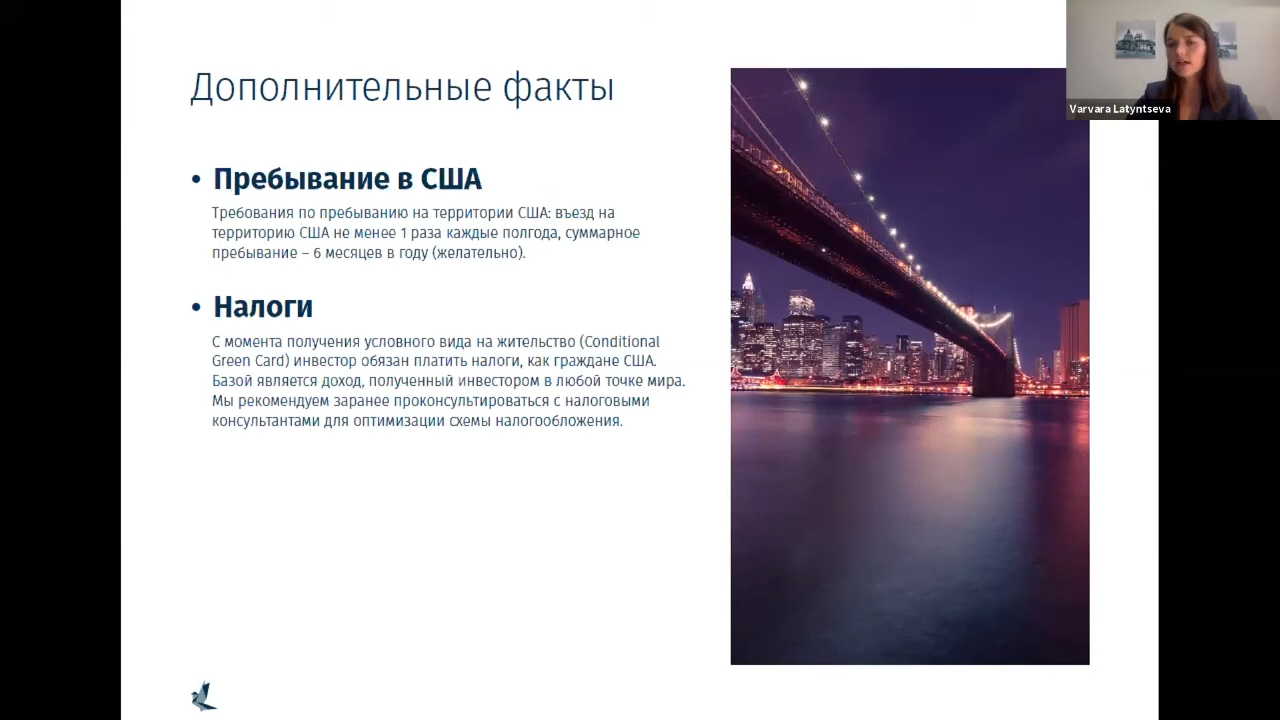 Дополнительные факты
• Пребывание в США
Требования по пребыванию на территории США: въезд на
территорию США не менее 1 раза каждые полгода, суммарное
пребывание – 6 месяцев в году (желательно).
• Налоги
С момента получения условного вида на жительство (Conditional
Green Card) инвестор обязан платить налоги, как граждане США.
Базой является доход, полученный инвестором в любой точке мира.
Мы рекомендуем заранее проконсультироваться с налоговыми
консультантами для оптимизации схемы налогообложения.
Varvara Latyntseva